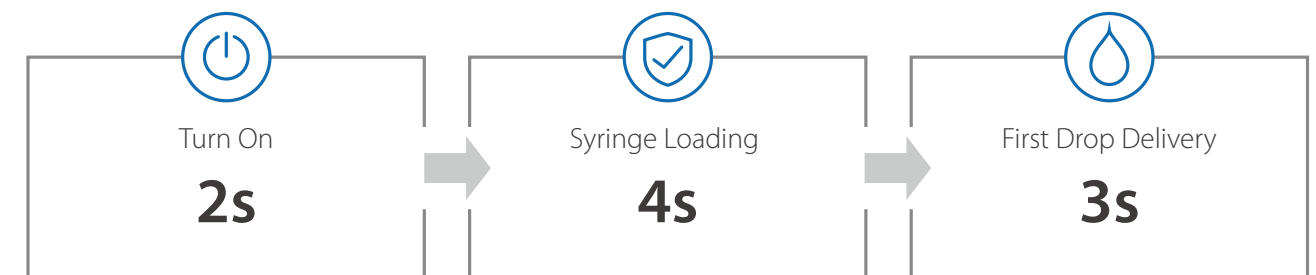 Turn On
2s
Syringe Loading
4s
First Drop Delivery
3s